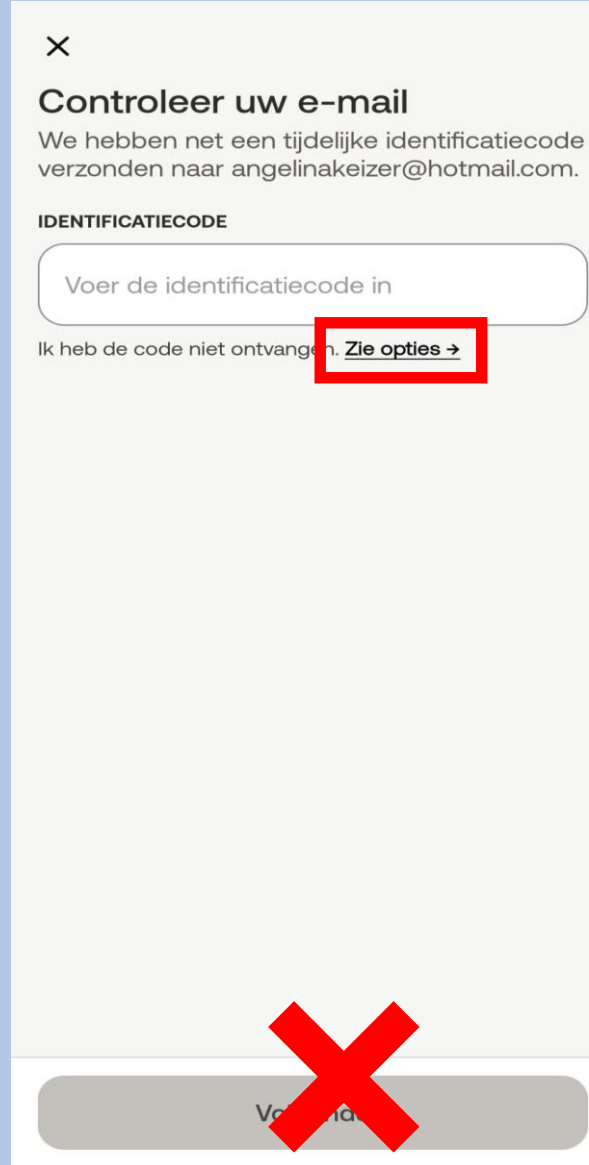 Controleer uw e-mail
We hebben net een tijdelijke identificatiecode
verzonden naar angelinakeizer@hotmail.com.
IDENTIFICATIECODE
Voer de identificatiecode in
Ik heb de code niet ontvangen. Zie opties →